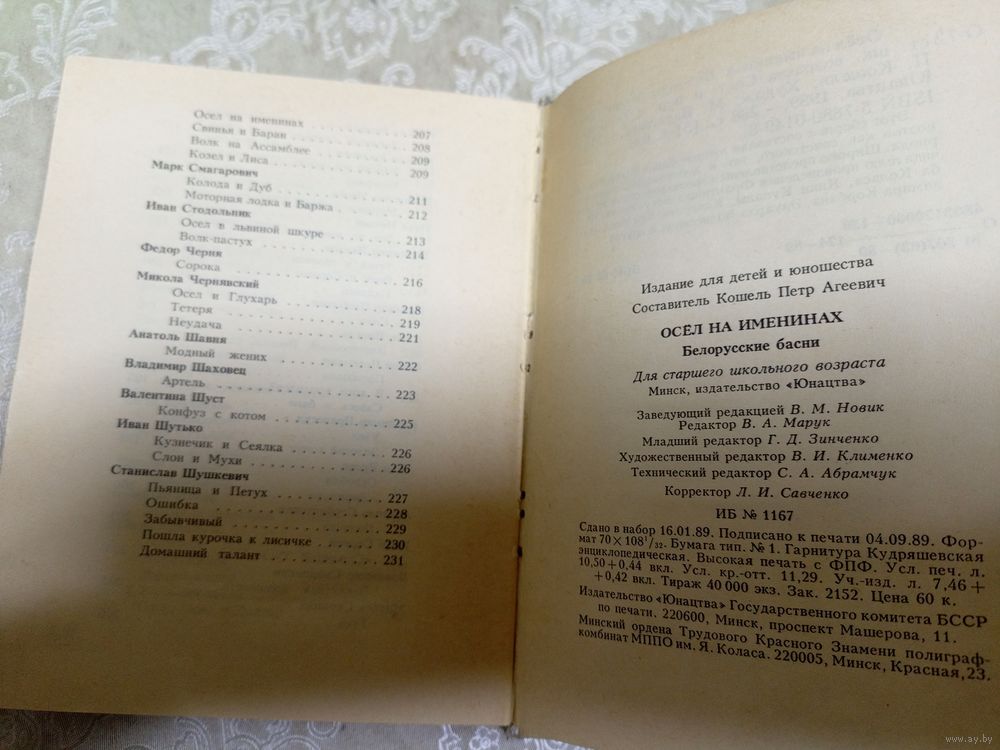 Осел на именинах . . . . . . . . . . . 207
Свинья и Баран . . . . . . . . . . . 208
Волк на Ассамблее . . . . . . . . . . 209
Козел и Лиса . . . . . . . . . . . . 209
Марк Смагарович
Колода и Дуб . . . . . . . . . . . . 211
Моторная лодка и Баржа . . . . . . . 212
Иван Стодольник
Осел в львиной шкуре . . . . . . . . 213
Волк-пастух . . . . . . . . . . . . 214
Федор Черня
Сорока . . . . . . . . . . . . . . 216
Микола Чернявский
Осел и Глухарь . . . . . . . . . . . 218
Тетеря . . . . . . . . . . . . . . 219
Неудача . . . . . . . . . . . . . . 221
Анатоль Шавня
Модный жених . . . . . . . . . . . 222
Владимир Шаховец
Артель . . . . . . . . . . . . . . 223
Валентина Шуст
Конфуз с котом . . . . . . . . . . . 225
Иван Шутько
Кузнечик и Сеялка . . . . . . . . . . 226
Слон и Мухи . . . . . . . . . . . . 226
Станислав Шушкевич
Пьяница и Петух . . . . . . . . . . 227
Ошибка . . . . . . . . . . . . . . 228
Забывчивый . . . . . . . . . . . . 229
Пошла курочка к лисичке . . . . . . 230
Домашний талант . . . . . . . . . . 231
Издание для детей и юношества
Составитель Кошель Петр Агеевич
ОСЁЛ НА ИМЕНИНАХ
Белорусские басни
Для старшего школьного возраста
Минск, издательство «Юнацтва»
Заведующий редакцией В. М. Новик
Редактор В. А. Марук
Младший редактор Г. Д. Зинченко
Художественный редактор В. И. Клименко
Технический редактор С. А. Абрамчук
Корректор Л. И. Савченко
ИБ № 1167
Сдано в набор 16.01.89. Подписано к печати 04.09.89. Фор-
мат 70×108 1/32. Бумага тип. № 1. Гарнитура Кудряшевская
энциклопедическая. Высокая печать с ФПФ. Усл. печ. л.
10,50+0,44 вкл. Усл. кр.-отт. 11,29. Уч.-изд. л. 7,46+
+0,42 вкл. Тираж 40 000 экз. Зак. 2152. Цена 60 к.
Издательство «Юнацтва» Государственного комитета БССР
по печати. 220600, Минск, проспект Машерова, 11.
Минский ордена Трудового Красного Знамени полиграф-
комбинат МППО им. Я. Коласа. 220005, Минск, Красная, 23.
www.ay.by